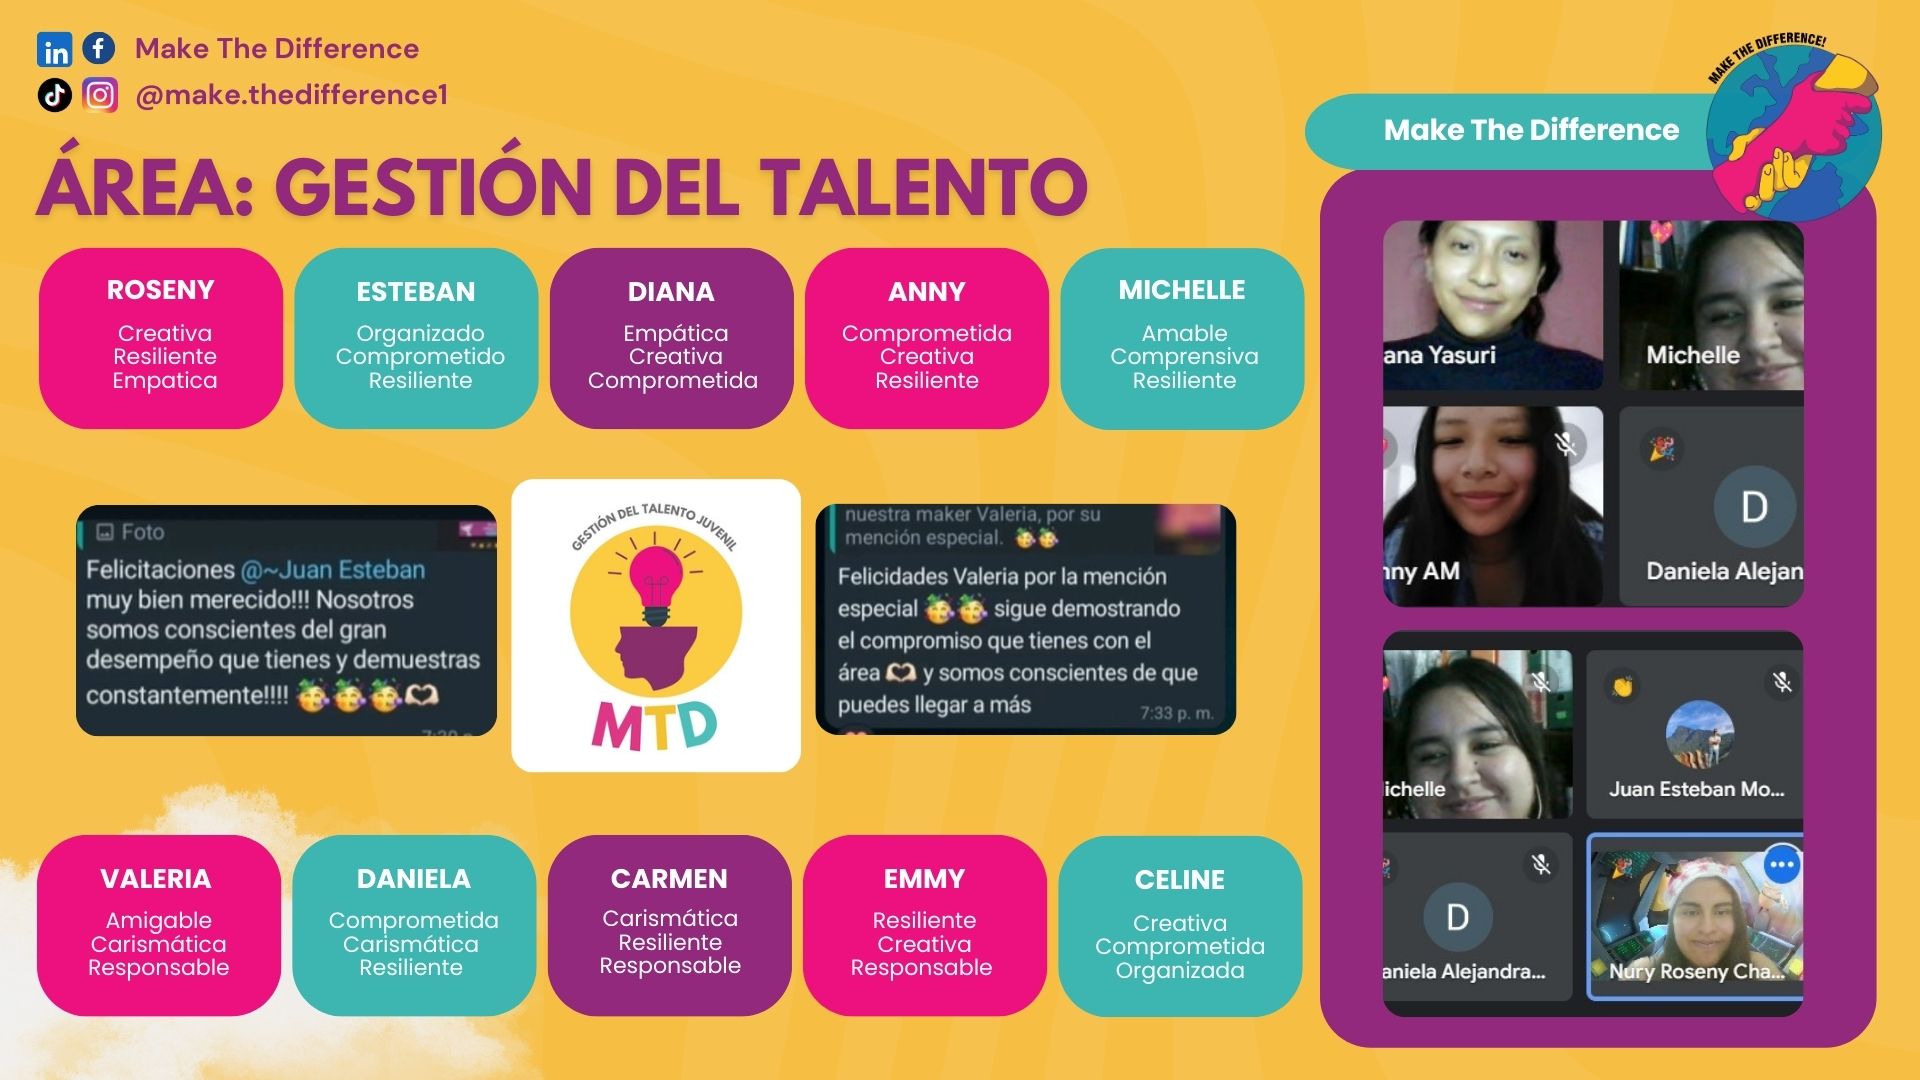 Make The Difference
@make.thedifference1
ÁREA: GESTIÓN DEL TALENTO
MAKE THE DIFFERENCE!
Make The Difference
ROSENY
Creativa
Resiliente
Empatica
ESTEBAN
Organizado
Comprometido
Resiliente
DIANA
Empática
Creativa
Comprometida
ANNY
Comprometida
Creativa
Resiliente
MICHELLE
Amable
Comprensiva
Resiliente
Foto
Felicitaciones @~Juan Esteban
muy bien merecido!!! Nosotros
somos conscientes del gran
desempeño que tienes y demuestras
constantemente!!!! 🥳🥳🥳🫶🏻
GESTIÓN DEL TALENTO JUVENIL
MTD
nuestra maker Valeria, por su
mención especial. 🥳🥳
Felicidades Valeria por la mención
especial 🥳🥳 sigue demostrando
el compromiso que tienes con el
área 🫶🏻 y somos conscientes de que
puedes llegar a más
7:33 p. m.
VALERIA
Amigable
Carismática
Responsable
DANIELA
Comprometida
Carismática
Resiliente
CARMEN
Carismática
Resiliente
Responsable
EMMY
Resiliente
Creativa
Responsable
CELINE
Creativa
Comprometida
Organizada
ana Yasuri
Michelle
nny AM
D
Daniela Alejan
ichelle
Juan Esteban Mo...
D
aniela Alejandra...
Nury Roseny Cha...